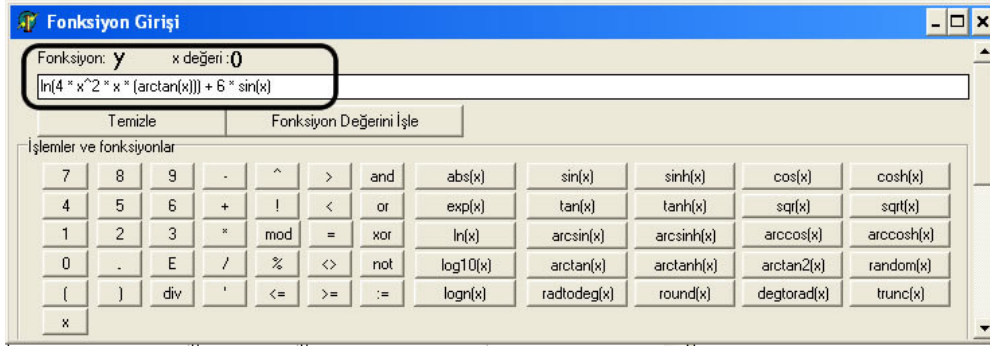 Fonksiyon Girişi
Fonksiyon: y x değeri :0
ln(4 * x^2 * x * (arctan(x))) + 6 * sin(x)
Temizle Fonksiyon Değerini İşle
İşlemler ve fonksiyonlar
7 8 9 - ^ > and abs(x) sin(x) sinh(x) cos(x) cosh(x)
4 5 6 + ! < or exp(x) tan(x) tanh(x) sqr(x) sqrt(x)
1 2 3 * mod = xor ln(x) arcsin(x) arcsinh(x) arccos(x) arccosh(x)
0 . E / % <> not log10(x) arctan(x) arctanh(x) arctan2(x) random(x)
( ) div ' <= >= := logn(x) radtodeg(x) round(x) degtorad(x) trunc(x)
x